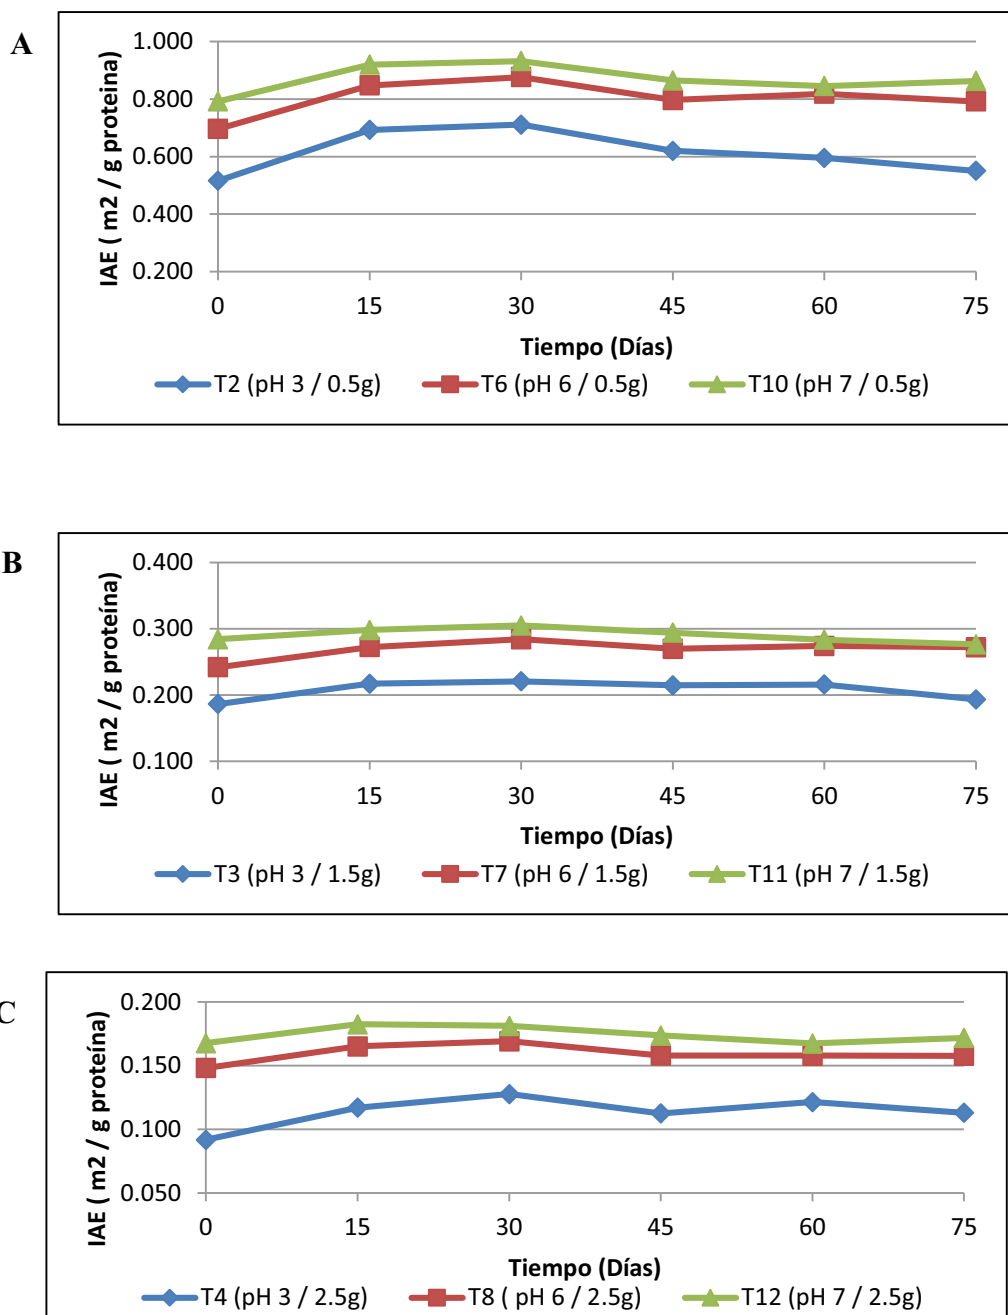 A
IAE ( m2 / g proteina)
1.000
0.800
0.600
0.400
0.200
0 15 30 45 60 75
Tiempo (Días)
T2 (pH 3 / 0.5g) T6 (pH 6 / 0.5g) T10 (pH 7 / 0.5g)
B
IAE ( m2 / g proteína)
0.400
0.300
0.200
0.100
0 15 30 45 60 75
Tiempo (Días)
T3 (pH 3 / 1.5g) T7 (pH 6 / 1.5g) T11 (pH 7 / 1.5g)
C
IAE ( m2 / g proteína)
0.200
0.150
0.100
0.050
0 15 30 45 60 75
Tiempo (Días)
T4 (pH 3 / 2.5g) T8 ( pH 6 / 2.5g) T12 (pH 7 / 2.5g)